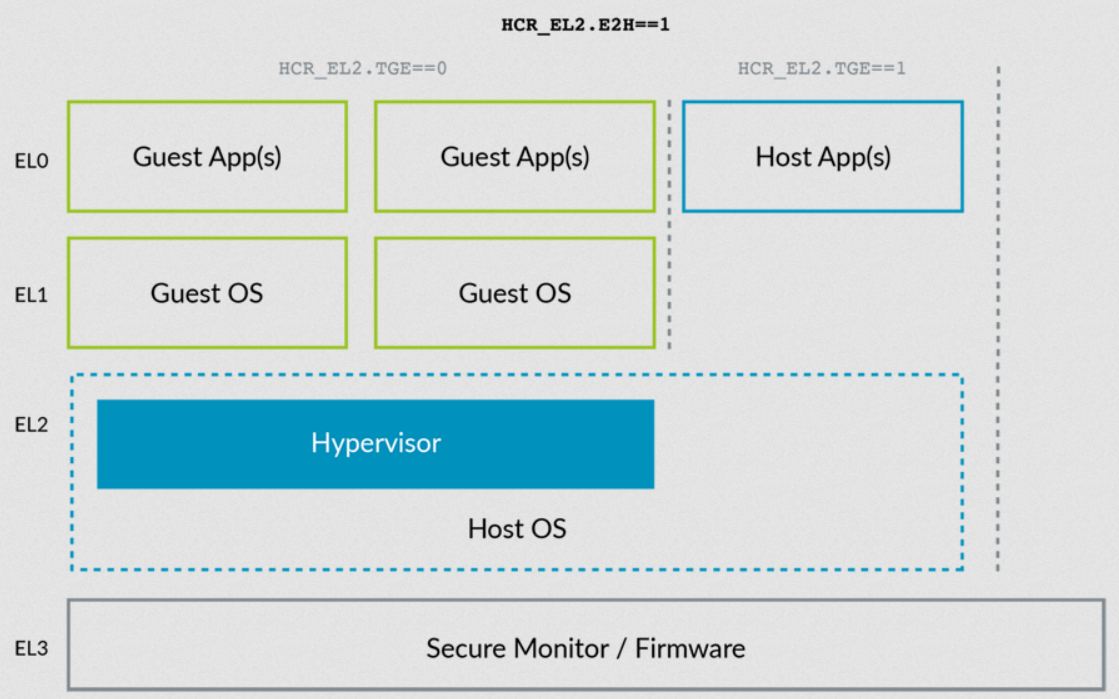 HCR_EL2.E2H==1
HCR_EL2.TGE==0
HCR_EL2.TGE==1
EL0
Guest App(s)
Guest App(s)
Host App(s)
EL1
Guest OS
Guest OS
EL2
Hypervisor
Host OS
EL3
Secure Monitor / Firmware